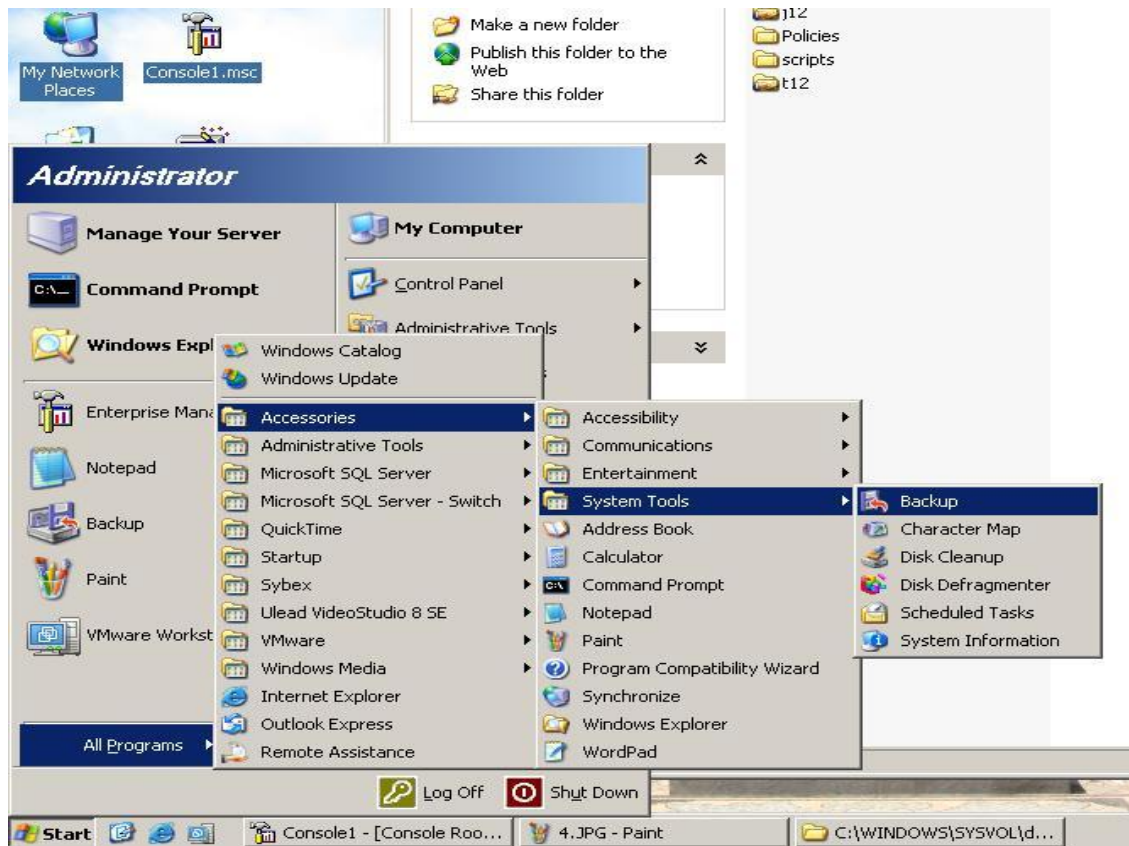 My Network
Places
Console1.msc
Make a new folder
Publish this folder to the
Web
Share this folder
j12
Policies
scripts
t12
Administrator
Manage Your Server
Command Prompt
Windows Expl
Enterprise Mana
Notepad
Backup
Paint
VMware Workst
All Programs
My Computer
Control Panel
Administrative Tools
Windows Catalog
Windows Update
Accessories
Administrative Tools
Microsoft SQL Server
Microsoft SQL Server - Switch
QuickTime
Startup
Sybex
Ulead VideoStudio 8 SE
VMware
Windows Media
Internet Explorer
Outlook Express
Remote Assistance
Accessibility
Communications
Entertainment
System Tools
Address Book
Calculator
Command Prompt
Notepad
Paint
Program Compatibility Wizard
Synchronize
Windows Explorer
WordPad
Backup
Character Map
Disk Cleanup
Disk Defragmenter
Scheduled Tasks
System Information
Log Off
Shut Down
Start
Console1 - [Console Roo...
4.JPG - Paint
C:\WINDOWS\SYSVOL\d...